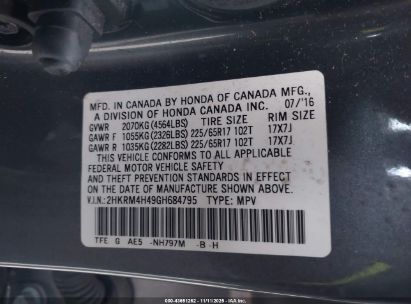 MFD. IN CANADA BY HONDA OF CANADA MFG.,
A DIVISION OF HONDA CANADA INC. 07/'16
GVWR 2070KG (4564LBS) TIRE SIZE RIM SIZE
GAWR F 1055KG (2326LBS) 225/65R17 102T 17X7J
GAWR R 1035KG (2282LBS) 225/65R17 102T 17X7J
THIS VEHICLE CONFORMS TO ALL APPLICABLE
FEDERAL MOTOR VEHICLE
SAFETY STANDARDS IN EFFECT ON THE
DATE OF MANUFACTURE SHOWN ABOVE.
V.I.N.: 2HKRM4H49GH684795 TYPE: MPV
TFE G AE5 -NH797M -B H